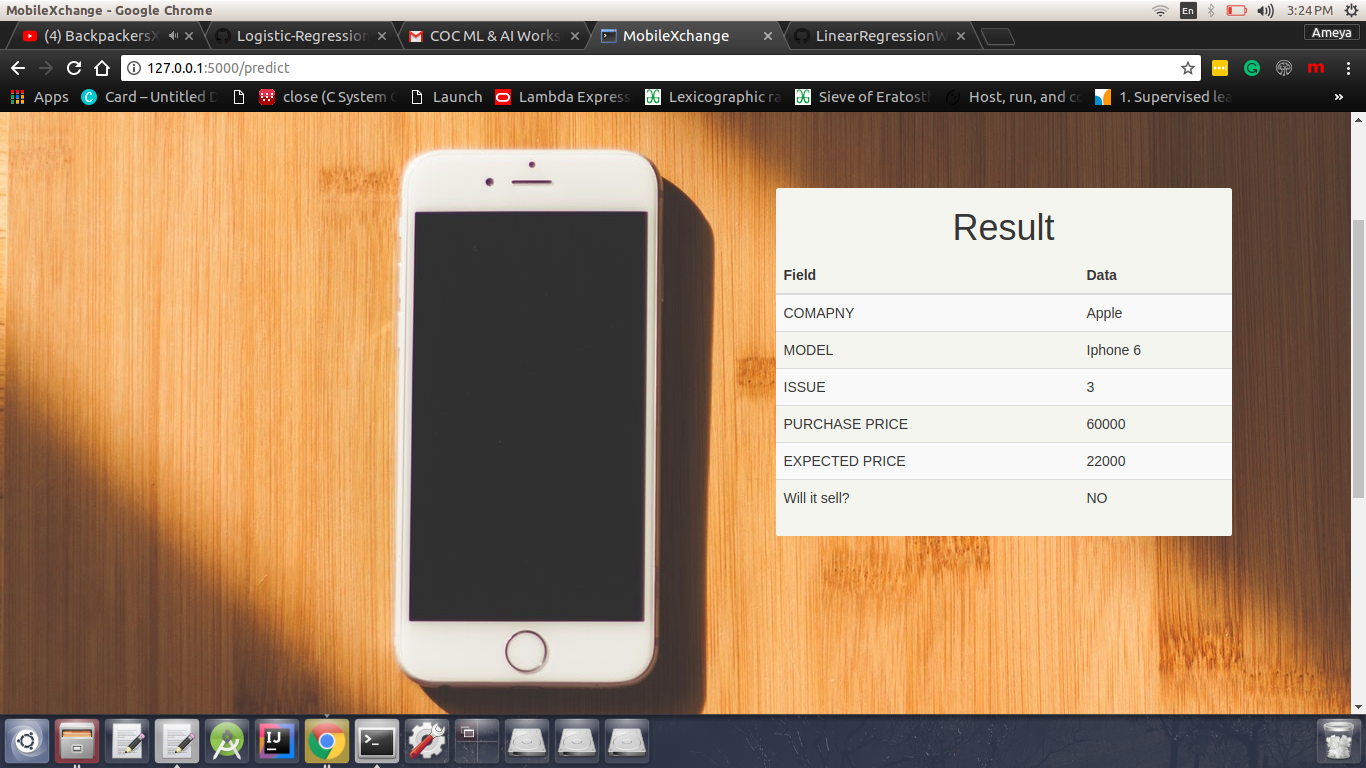 MobileXchange - Google Chrome
En
3:24 PM
(4) BackpackersX
Logistic-Regression
COC ML & AI Works
MobileXchange
LinearRegressionW
Ameya
127.0.0.1:5000/predict
Apps
Card – Untitled D
close (C System C
Launch
Lambda Express
Lexicographic ra
Sieve of Eratosth
Host, run, and co
1. Supervised lea
»
Result
Field Data
COMAPNY Apple
MODEL Iphone 6
ISSUE 3
PURCHASE PRICE 60000
EXPECTED PRICE 22000
Will it sell? NO